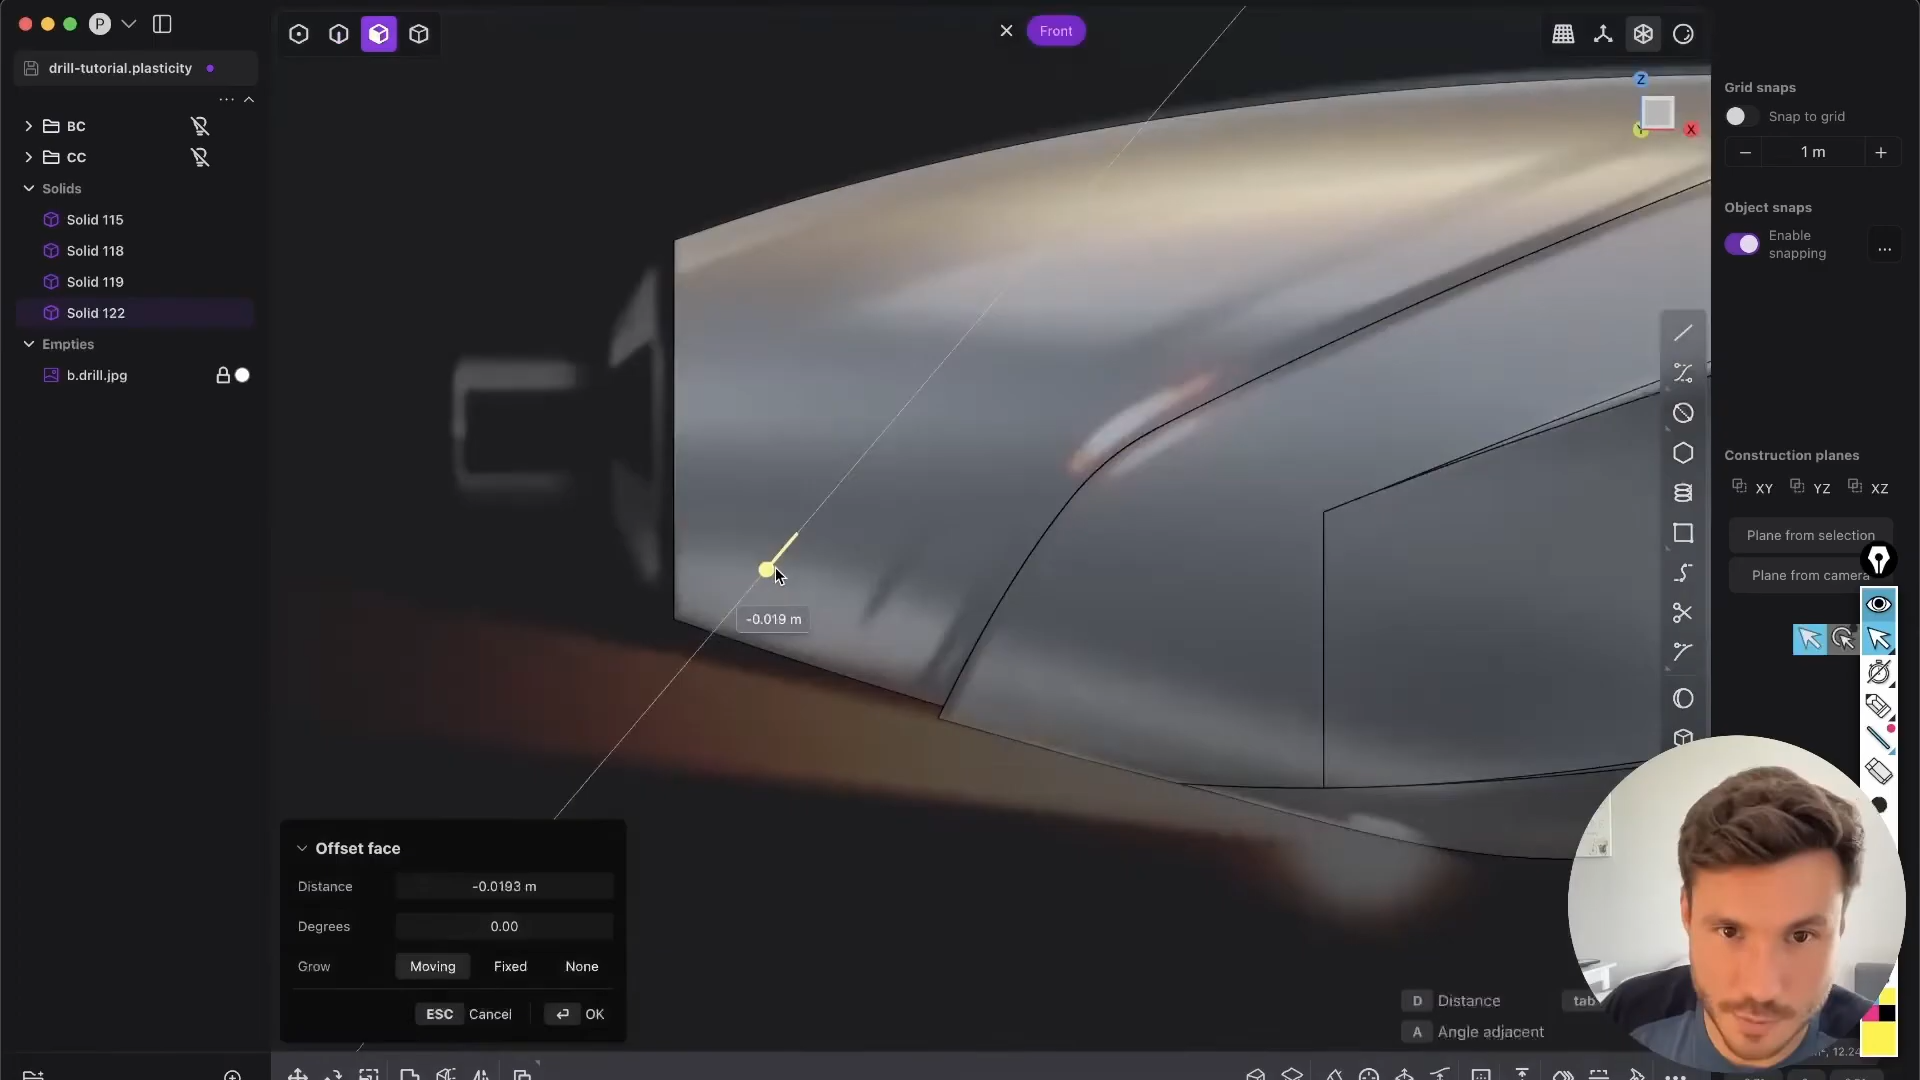 P
drill-tutorial.plasticity
BC
CC
Solids
Solid 115
Solid 118
Solid 119
Solid 122
Empties
b.drill.jpg
Front
Z
Y
X
Grid snaps
Snap to grid
1 m
Object snaps
Enable
snapping
Construction planes
XY
YZ
XZ
Plane from selection
Plane from camera
-0.019 m
Offset face
Distance
-0.0193 m
Degrees
0.00
Grow
Moving
Fixed
None
ESC Cancel
OK
D Distance
tab
A Angle adjacent